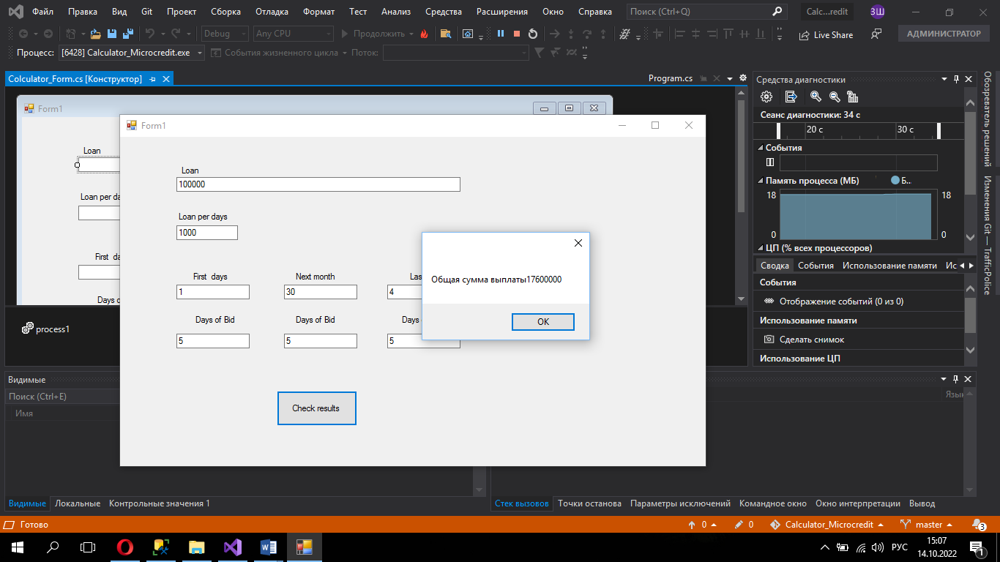 Файл Правка Вид Git Проект Сборка Отладка Формат Тест Анализ Средства Расширения Окно Справка Поиск (Ctrl+Q) Calc...redit ЗШ
Debug Any CPU Продолжить Live Share АДМИНИСТРАТОР
Процесс: [6428] Calculator_Microcredit.exe События жизненного цикла Поток:
Colculator_Form.cs [Конструктор] Program.cs
Form1
Loan
Loan per da
First da
Days o
process1
Form1
Loan
100000
Loan per days
1000
First days Next month Las
1 30 4
Days of Bid Days of Bid Days
5 5 5
Check results
Общая сумма выплаты17600000
OK
Средства диагностики
Сеанс диагностики: 34 с
20 с 30 с
События
Память процесса (МБ) Б...
18 18
0 0
ЦП (% всех процессоров)
Сводка События Использование памяти Ис
События
Отображение событий (0 из 0)
Использование памяти
Сделать снимок
Использование ЦП
Обозреватель решений
Изменения Git — TrafficPolice
Видимые
Поиск (Ctrl+E)
Имя
Язык
Видимые Локальные Контрольные значения 1
Стек вызовов Точки останова Параметры исключений Командное окно Окно интерпретации Вывод
Готово 0 0 Calculator_Microcredit master 3
РУС 15:07
14.10.2022 1